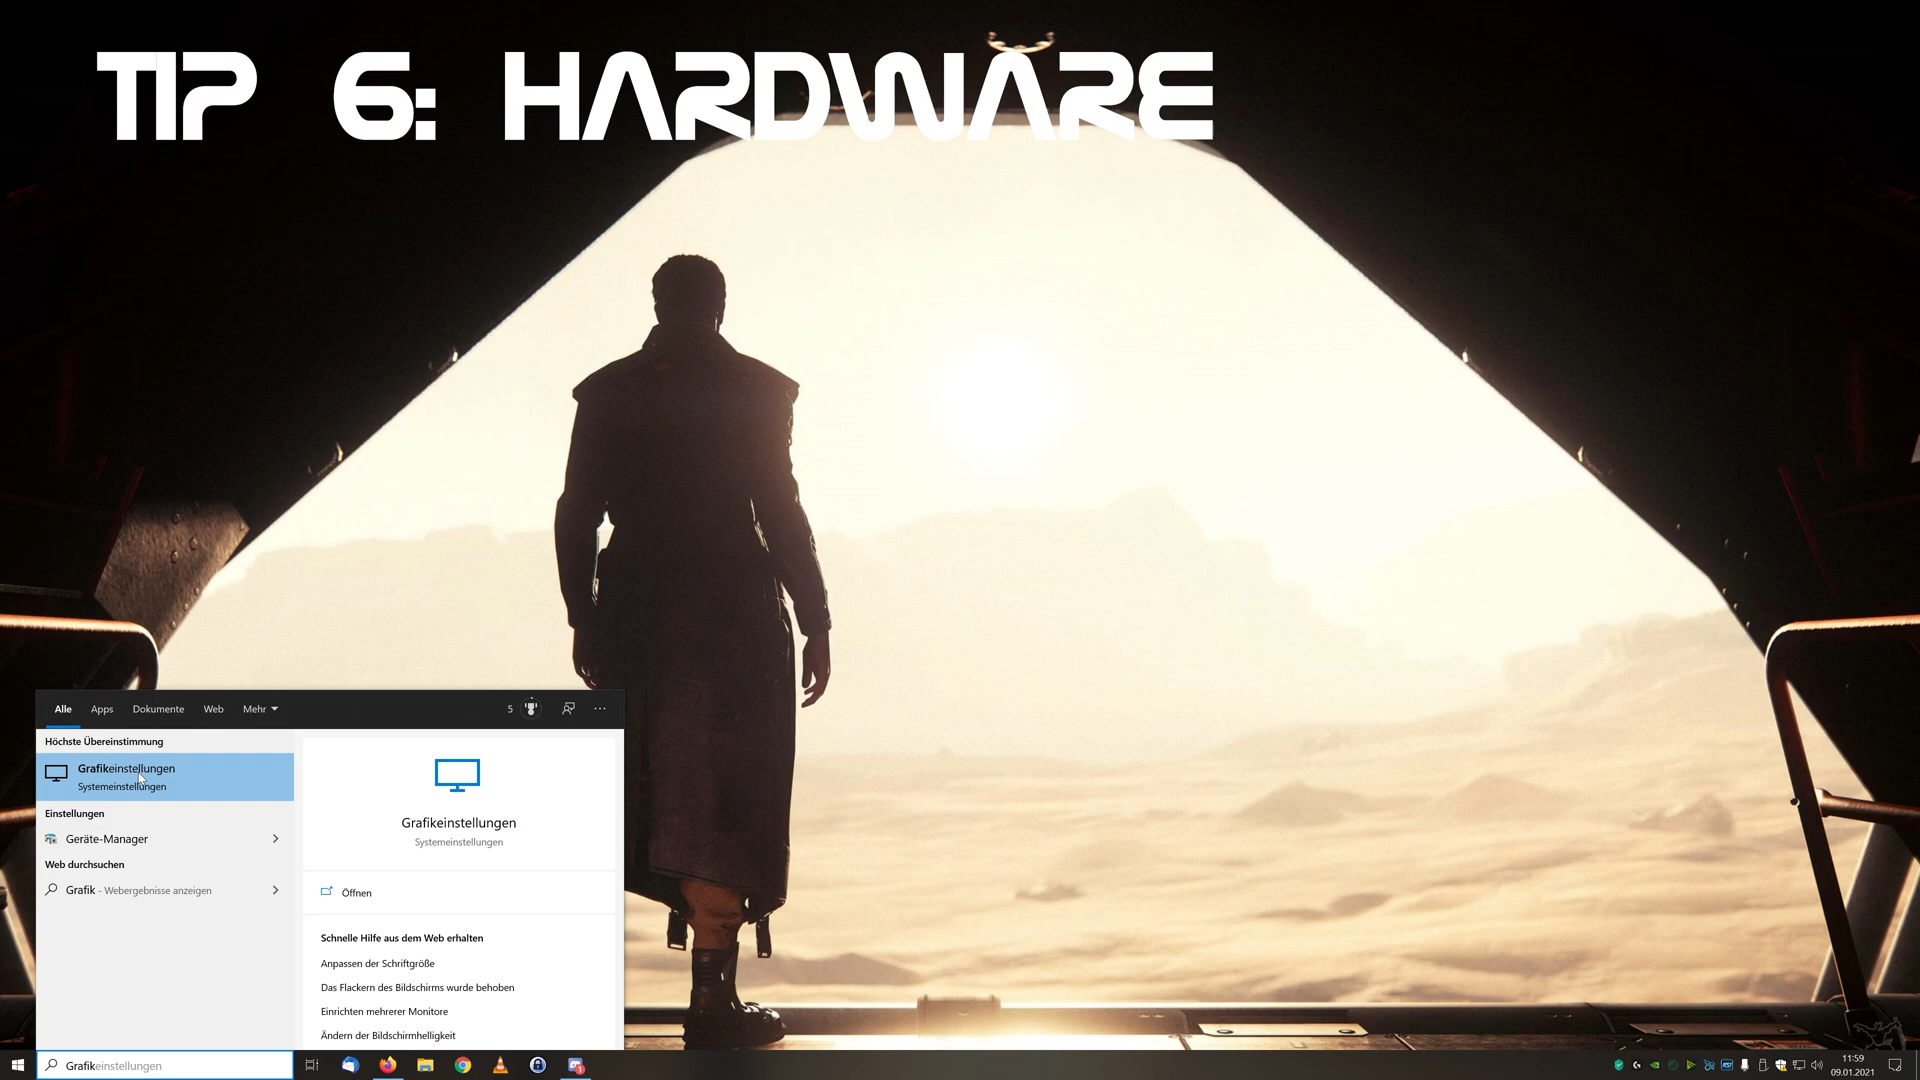 TIP 6: HARDWARE
Alle Apps Dokumente Web Mehr 5
Höchste Übereinstimmung
Grafikeinstellungen
Systemeinstellungen
Einstellungen
Geräte-Manager
Web durchsuchen
Grafik - Webergebnisse anzeigen
Grafikeinstellungen
Systemeinstellungen
Öffnen
Schnelle Hilfe aus dem Web erhalten
Anpassen der Schriftgröße
Das Flackern des Bildschirms wurde behoben
Einrichten mehrerer Monitore
Ändern der Bildschirmhelligkeit
Grafikeinstellungen
1
11:59
09.01.2021